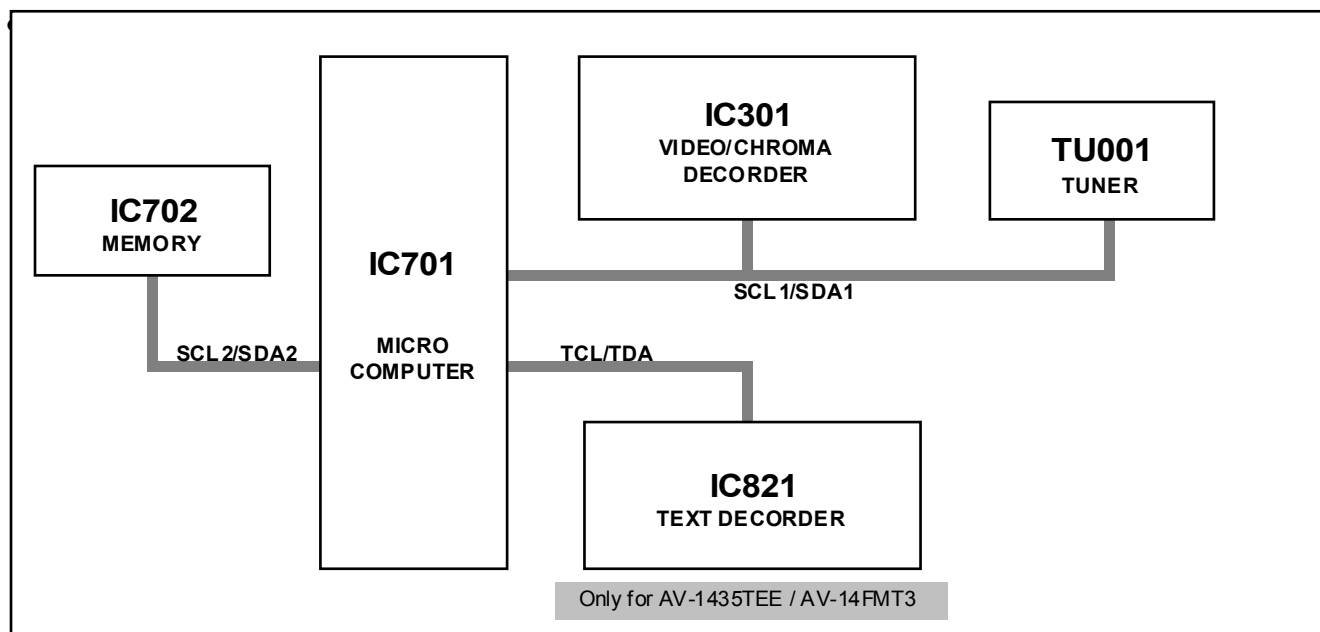 IC301
VIDEO/CHROMA
DECORDER
TU001
TUNER
IC702
MEMORY
IC701
MICRO
COMPUTER
SCL1/SDA1
SCL2/SDA2
TCL/TDA
IC821
TEXT DECORDER
Only for AV-1435TEE / AV-14FMT3